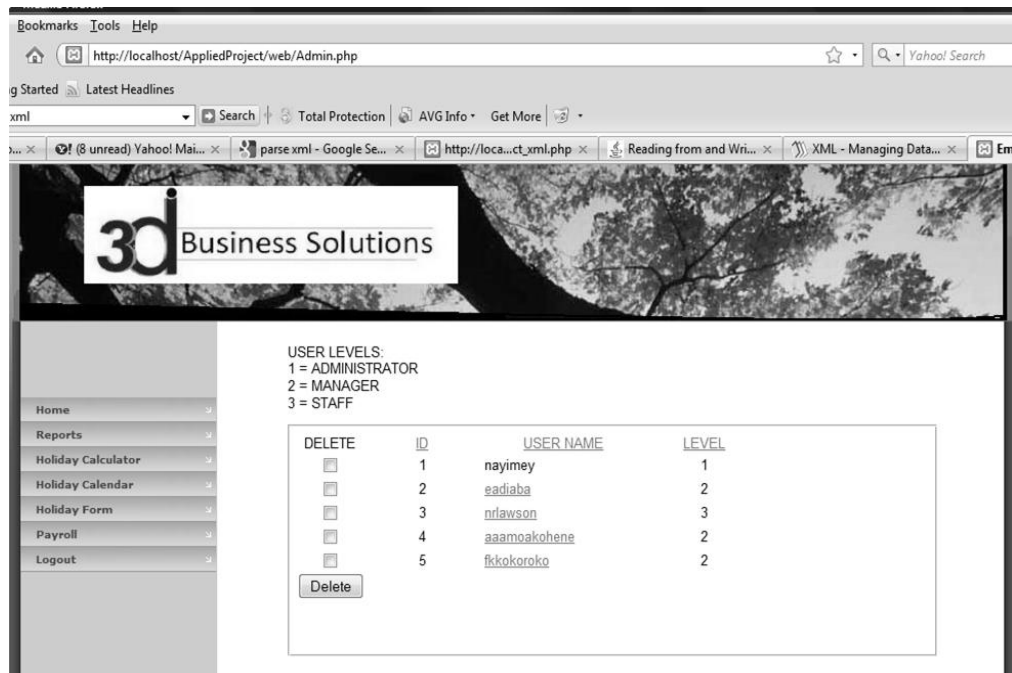 Bookmarks Tools Help
http://localhost/AppliedProject/web/Admin.php
Yahoo! Search
g Started Latest Headlines
xml Search Total Protection AVG Info Get More
... (8 unread) Yahoo! Mai... parse xml - Google Se... http://loca...ct_xml.php Reading from and Wri... XML - Managing Data... Em
3di Business Solutions
USER LEVELS:
1 = ADMINISTRATOR
2 = MANAGER
3 = STAFF
Home
Reports
Holiday Calculator
Holiday Calendar
Holiday Form
Payroll
Logout
DELETE ID USER NAME LEVEL
1 nayimey 1
2 eadiaba 2
3 nrlawson 3
4 aaamoakohene 2
5 fkkokoroko 2
Delete